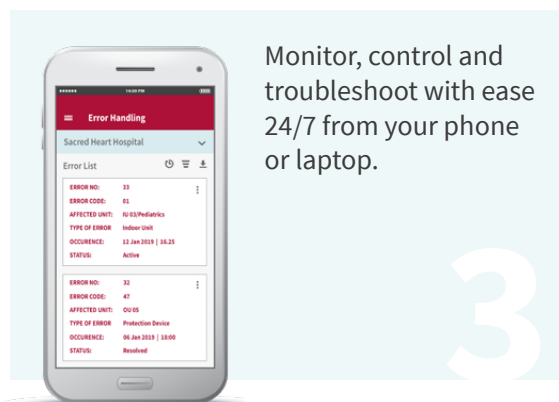 14:00 PM
Error Handling
Sacred Heart Hospital
Error List
ERROR NO: 33
ERROR CODE: 01
AFFECTED UNIT: IU 03/Pediatrics
TYPE OF ERROR Indoor Unit
OCCURENCE: 12 Jan 2019 | 16.25
STATUS: Active
ERROR NO: 32
ERROR CODE: 47
AFFECTED UNIT: OU 05
TYPE OF ERROR Protection Device
OCCURENCE: 06 Jan 2019 | 18:00
STATUS: Resolved
Monitor, control and
troubleshoot with ease
24/7 from your phone
or laptop.
3